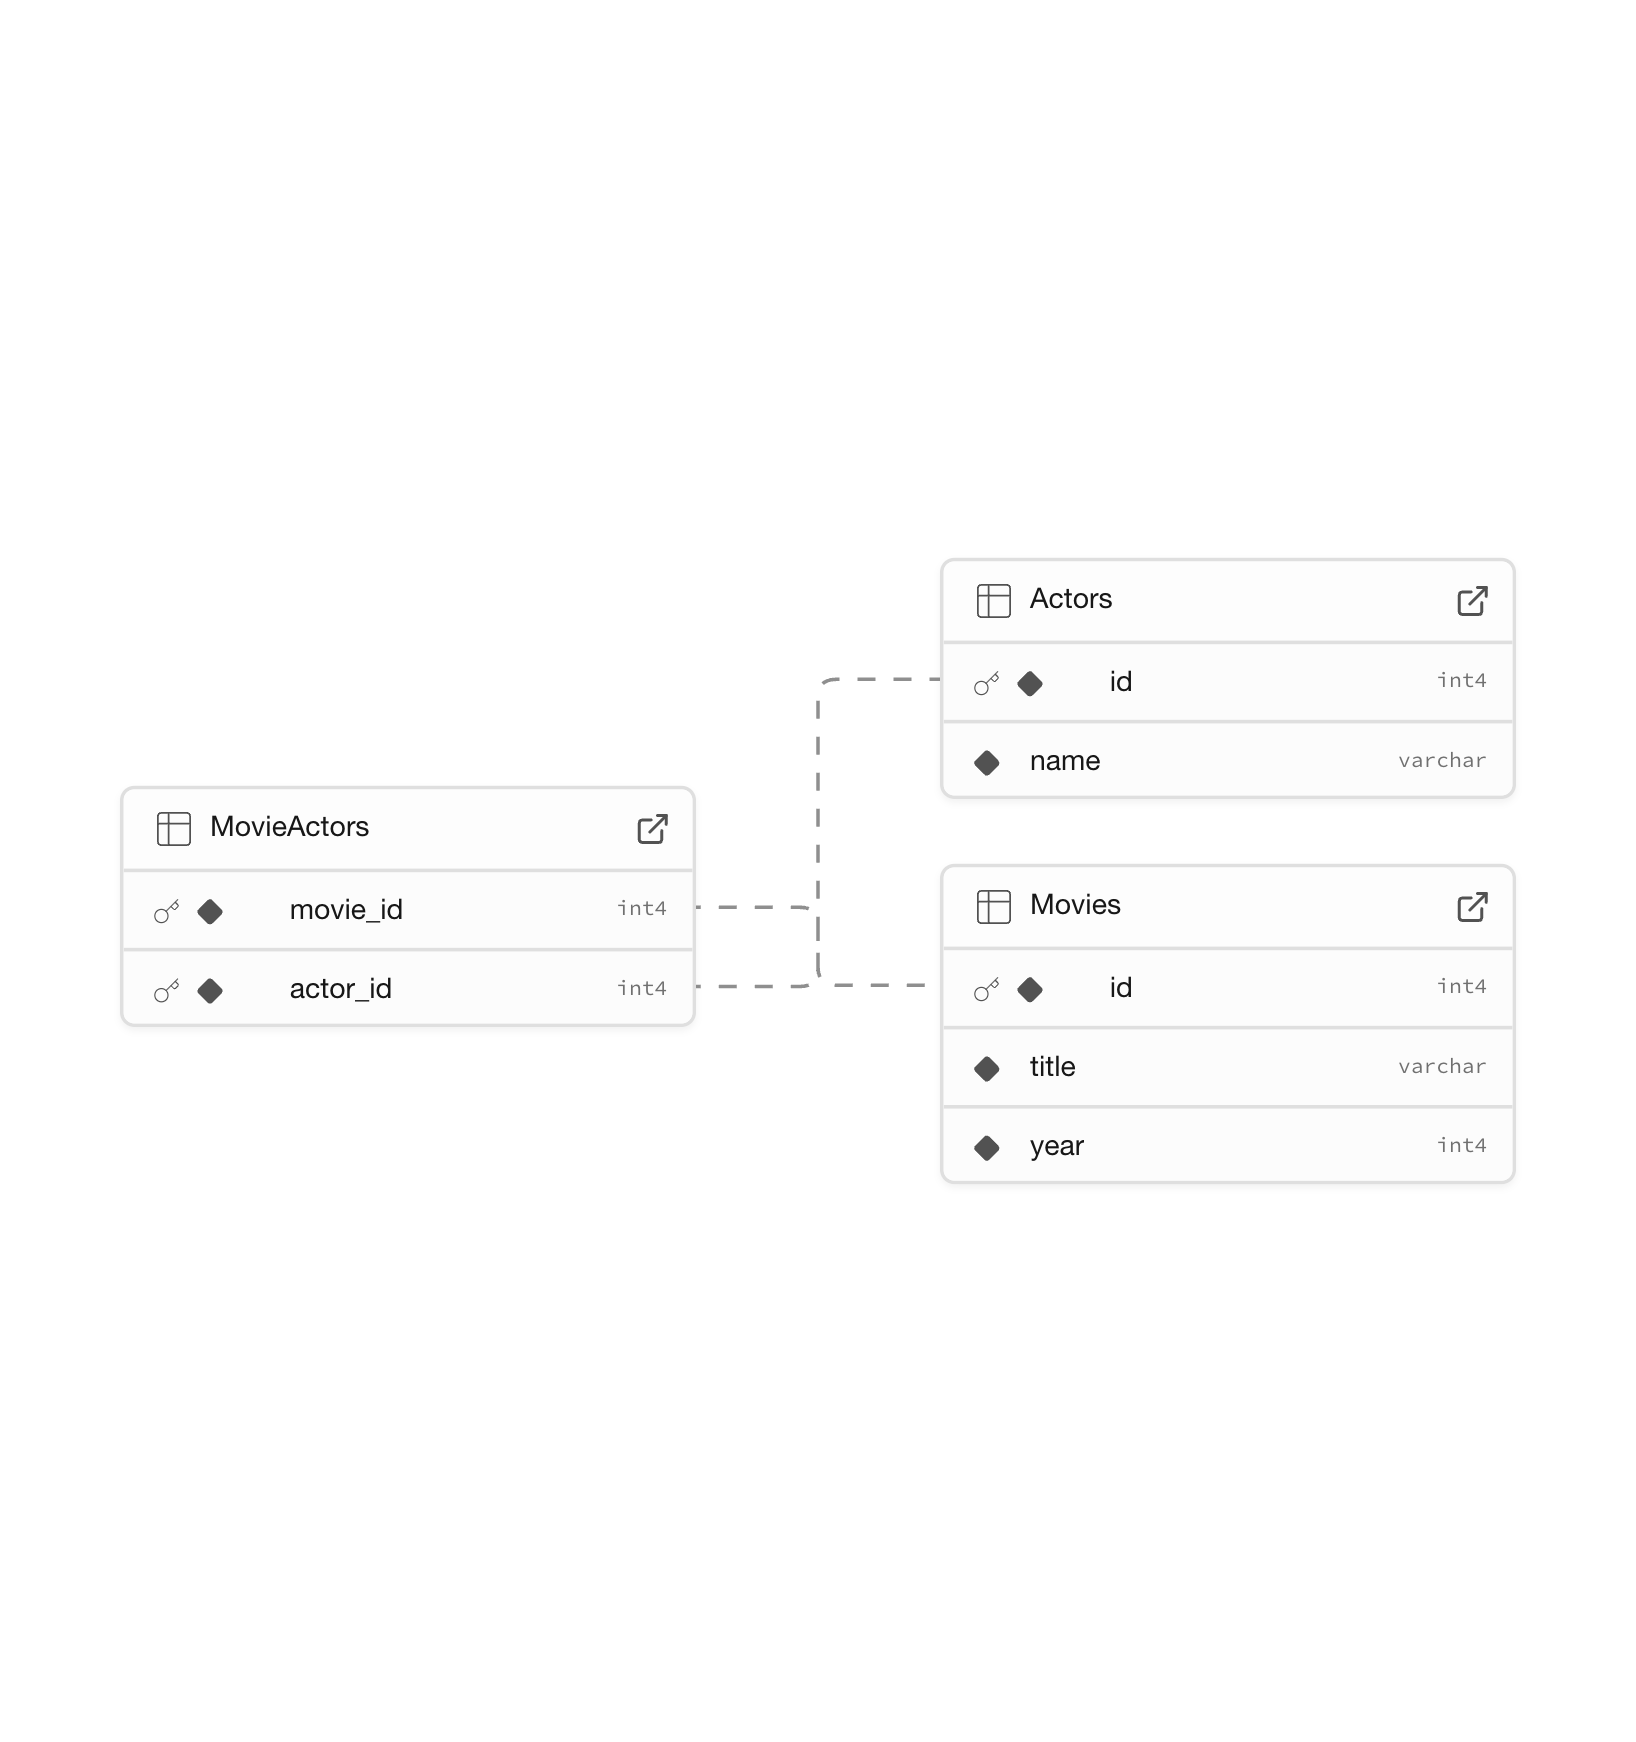 Actors
id int4
name varchar
MovieActors
movie_id int4
actor_id int4
Movies
id int4
title varchar
year int4